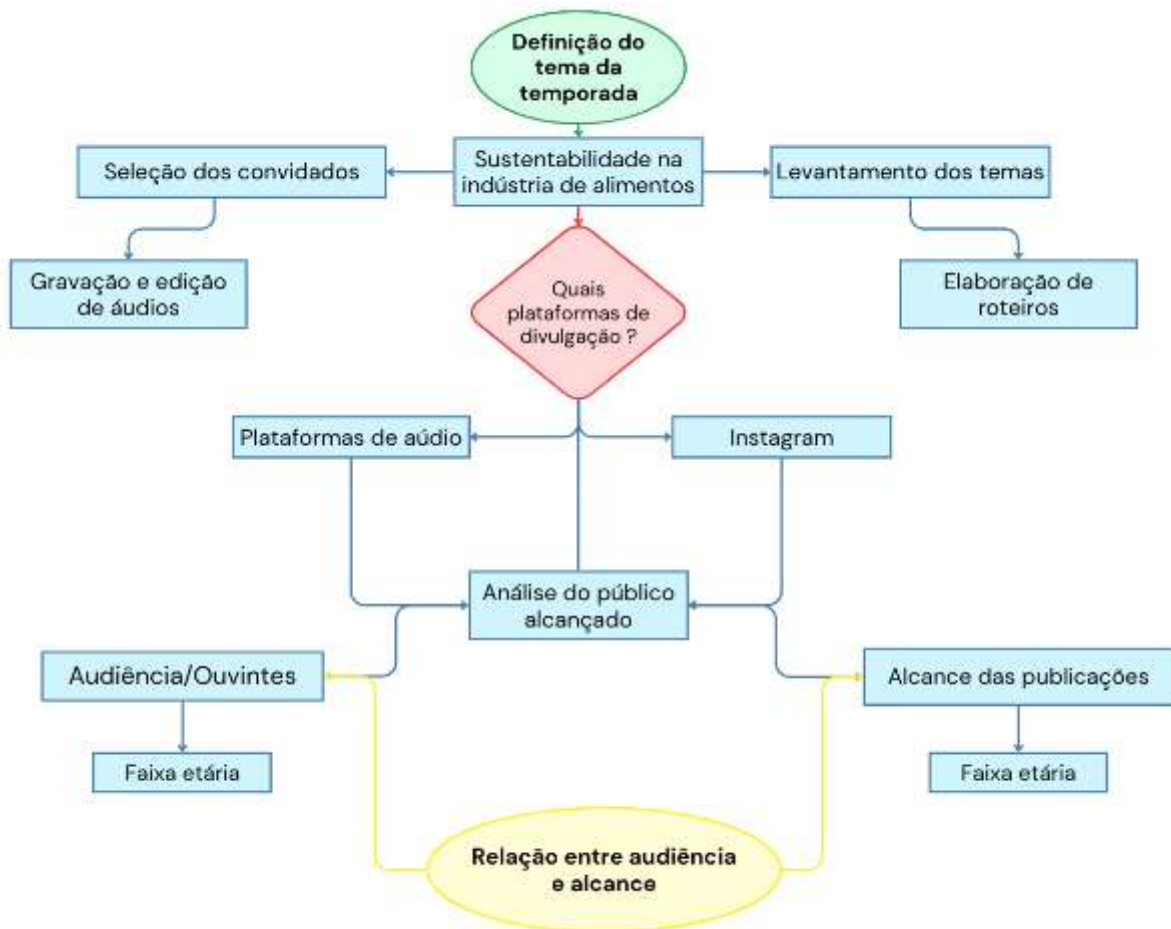 Definição do
tema da
temporada
Seleção dos convidados
Sustentabilidade na
indústria de alimentos
Levantamento dos temas
Gravação e edição
de áudios
Quais
plataformas de
divulgação ?
Elaboração de
roteiros
Plataformas de aúdio
Instagram
Análise do público
alcançado
Audiência/Ouvintes
Alcance das publicações
Faixa etária
Faixa etária
Relação entre audiência
e alcance